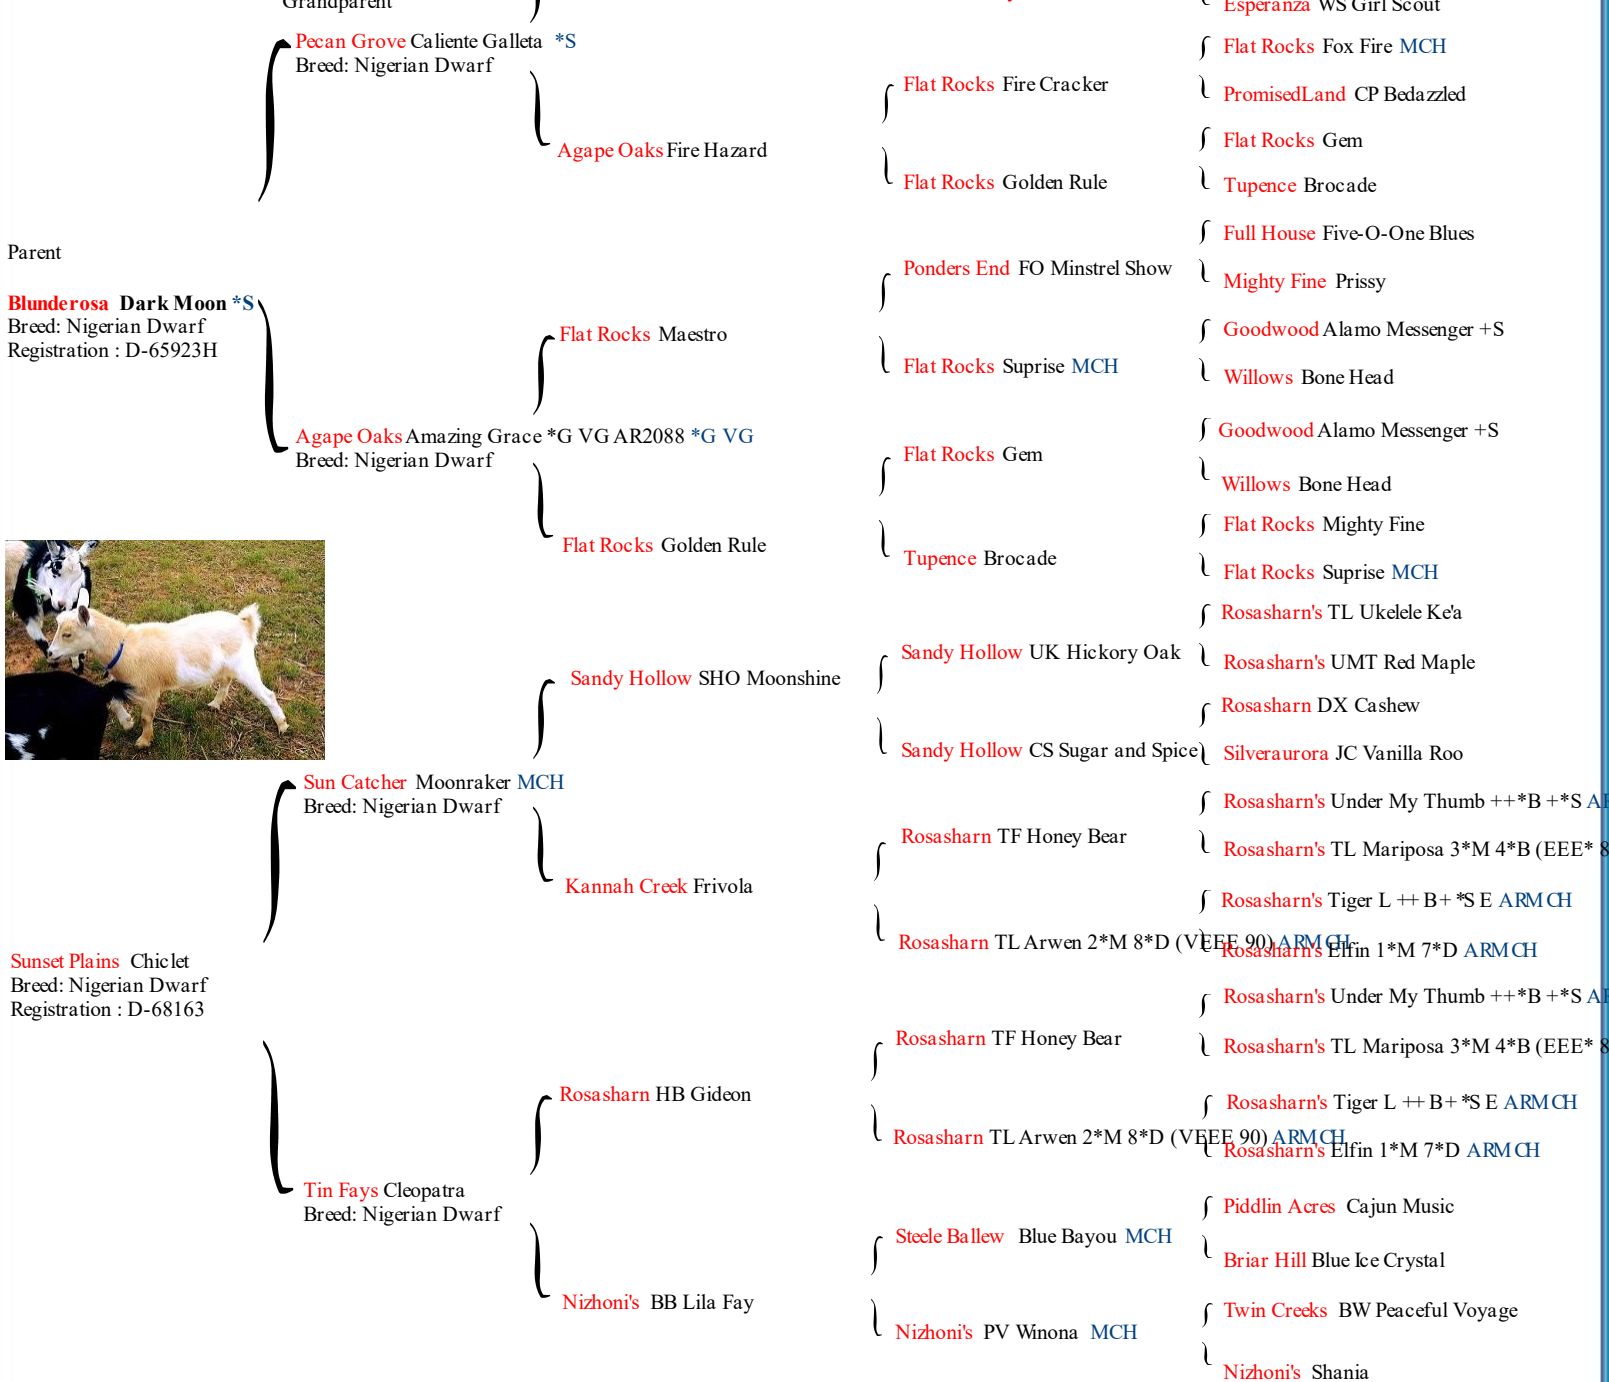 Grandparent
Esperanza WS Girl Scout
Pecan Grove Caliente Galleta *S
Breed: Nigerian Dwarf
Flat Rocks Fox Fire MCH
Flat Rocks Fire Cracker
PromisedLand CP Bedazzled
Agape Oaks Fire Hazard
Flat Rocks Gem
Flat Rocks Golden Rule
Tupence Brocade
Parent
Full House Five-O-One Blues
Ponders End FO Minstrel Show
Mighty Fine Prissy
Blunderosa Dark Moon *S
Breed: Nigerian Dwarf
Registration : D-65923H
Flat Rocks Maestro
Goodwood Alamo Messenger +S
Flat Rocks Suprise MCH
Willows Bone Head
Agape Oaks Amazing Grace *G VG AR2088 *G VG
Breed: Nigerian Dwarf
Goodwood Alamo Messenger +S
Flat Rocks Gem
Willows Bone Head
Flat Rocks Golden Rule
Flat Rocks Mighty Fine
Tupence Brocade
Flat Rocks Suprise MCH
Rosasharn's TL Ukelele Ke'a
Sandy Hollow UK Hickory Oak
Rosasharn's UMT Red Maple
Sandy Hollow SHO Moonshine
Rosasharn DX Cashew
Sandy Hollow CS Sugar and Spice
Silveraurora JC Vanilla Roo
Sun Catcher Moonraker MCH
Breed: Nigerian Dwarf
Rosasharn's Under My Thumb ++*B +*S
Rosasharn TF Honey Bear
Rosasharn's TL Mariposa 3*M 4*B (EEE* 8
Kannah Creek Frivola
Rosasharn's Tiger L ++ B+ *S E ARMCH
Rosasharn TL Arwen 2*M 8*D (VEEE 90) ARMCH
Rosasharn's Elfin 1*M 7*D ARMCH
Sunset Plains Chiclet
Breed: Nigerian Dwarf
Registration : D-68163
Rosasharn's Under My Thumb ++*B +*S
Rosasharn TF Honey Bear
Rosasharn's TL Mariposa 3*M 4*B (EEE* 8
Rosasharn HB Gideon
Rosasharn's Tiger L ++ B+ *S E ARMCH
Rosasharn TL Arwen 2*M 8*D (VEEE 90) ARMCH
Rosasharn's Elfin 1*M 7*D ARMCH
Tin Fays Cleopatra
Breed: Nigerian Dwarf
Piddlin Acres Cajun Music
Steele Ballew Blue Bayou MCH
Briar Hill Blue Ice Crystal
Nizhoni's BB Lila Fay
Twin Creeks BW Peaceful Voyage
Nizhoni's PV Winona MCH
Nizhoni's Shania